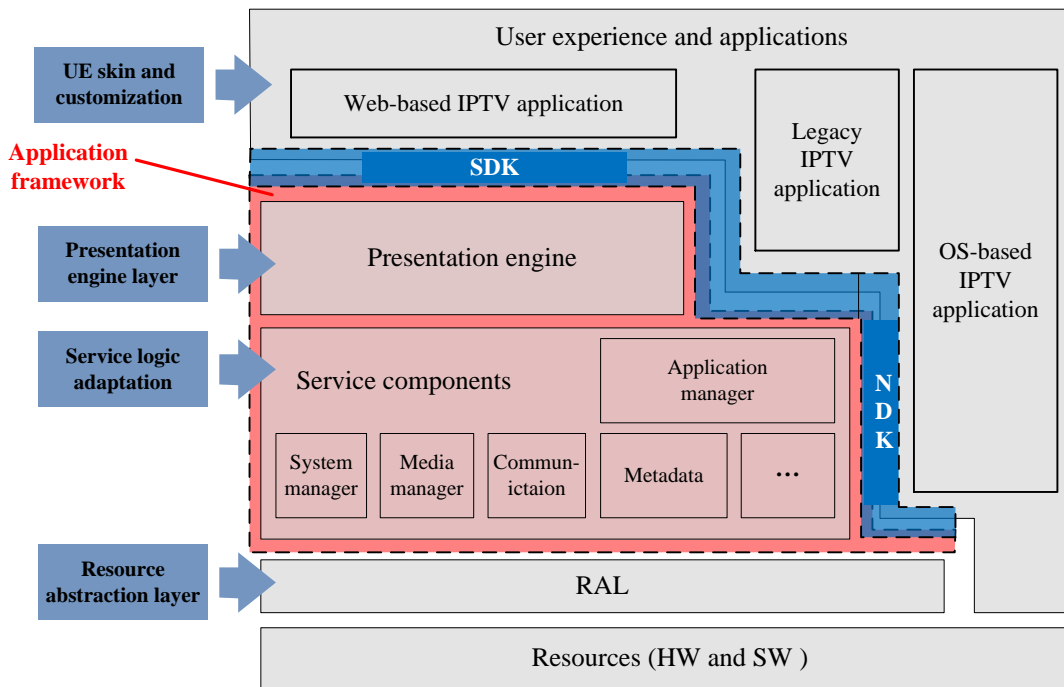 User experience and applications
UE skin and
customization
Web-based IPTV application
Legacy
IPTV
application
OS-based
IPTV
application
Application
framework
SDK
Presentation
engine layer
Presentation engine
Service logic
adaptation
Service components
Application
manager
N
D
K
System
manager
Media
manager
Commun-
ictaion
Metadata
...
Resource
abstraction layer
RAL
Resources (HW and SW )